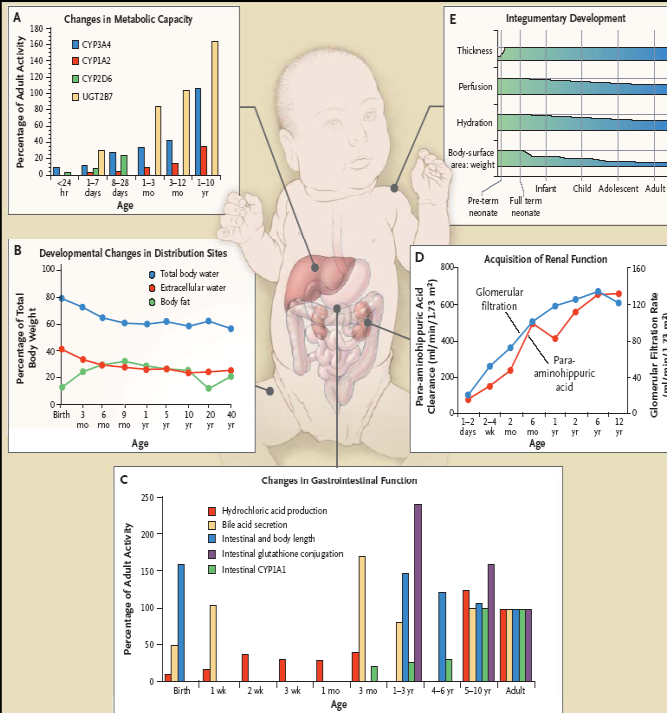 A
Changes in Metabolic Capacity
Percentage of Adult Activity
180
160
140
120
100
80
60
40
20
0
CYP3A4
CYP1A2
CYP2D6
UGT2B7
<24 hr
1–7 days
8–28 days
1–3 mo
3–12 mo
1–10 yr
Age
E
Integumentary Development
Thickness
Perfusion
Hydration
Body-surface
area: weight
Pre-term
neonate
Full term
neonate
Infant
Child
Adolescent
Adult
B
Developmental Changes in Distribution Sites
Percentage of Total
Body Weight
100
80
60
40
20
0
Total body water
Extracellular water
Body fat
Birth
3 mo
6 mo
9 mo
1 yr
5 yr
10 yr
20 yr
40 yr
Age
D
Acquisition of Renal Function
Para-aminohippuric Acid
Clearance (ml/min/1.73 m²)
800
600
400
200
0
Glomerular
filtration
Para-
aminohippuric
acid
160
120
80
40
0
Glomerular Filtration Rate
(ml/min/1.73 m²)
1–2 days
2–4 wk
2 mo
6 mo
1 yr
2 yr
6 yr
12 yr
Age
C
Changes in Gastrointestinal Function
Percentage of Adult Activity
250
200
150
100
50
0
Hydrochloric acid production
Bile acid secretion
Intestinal and body length
Intestinal glutathione conjugation
Intestinal CYP1A1
Birth
1 wk
2 wk
3 wk
1 mo
3 mo
1–3 yr
4–6 yr
5–10 yr
Adult
Age